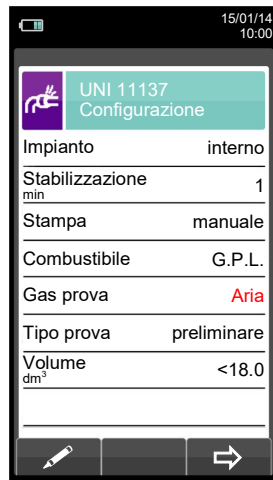 15/01/14
10:00
UNI 11137
Configurazione
Impianto interno
Stabilizzazione 1
min
Stampa manuale
Combustibile G.P.L.
Gas prova Aria
Tipo prova preliminare
Volume <18.0
dm³